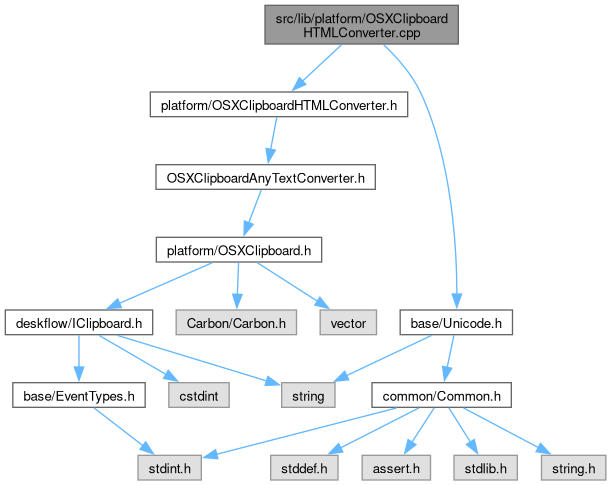 src/lib/platform/OSXClipboard
HTMLConverter.cpp
platform/OSXClipboardHTMLConverter.h
OSXClipboardAnyTextConverter.h
platform/OSXClipboard.h
deskflow/IClipboard.h
Carbon/Carbon.h
vector
base/Unicode.h
base/EventTypes.h
cstdint
string
common/Common.h
stdint.h
stddef.h
assert.h
stdlib.h
string.h